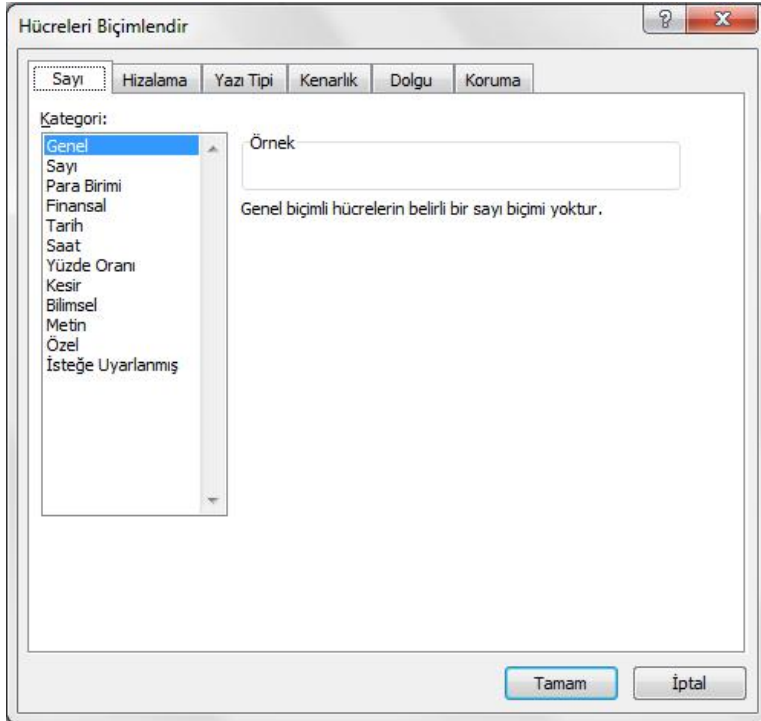 Hücreleri Biçimlendir
Sayı Hizalama Yazı Tipi Kenarlık Dolgu Koruma
Kategori:
Genel
Sayı
Para Birimi
Finansal
Tarih
Saat
Yüzde Oranı
Kesir
Bilimsel
Metin
Özel
İsteğe Uyarlanmış
Örnek
Genel biçimli hücrelerin belirli bir sayı biçimi yoktur.
Tamam İptal